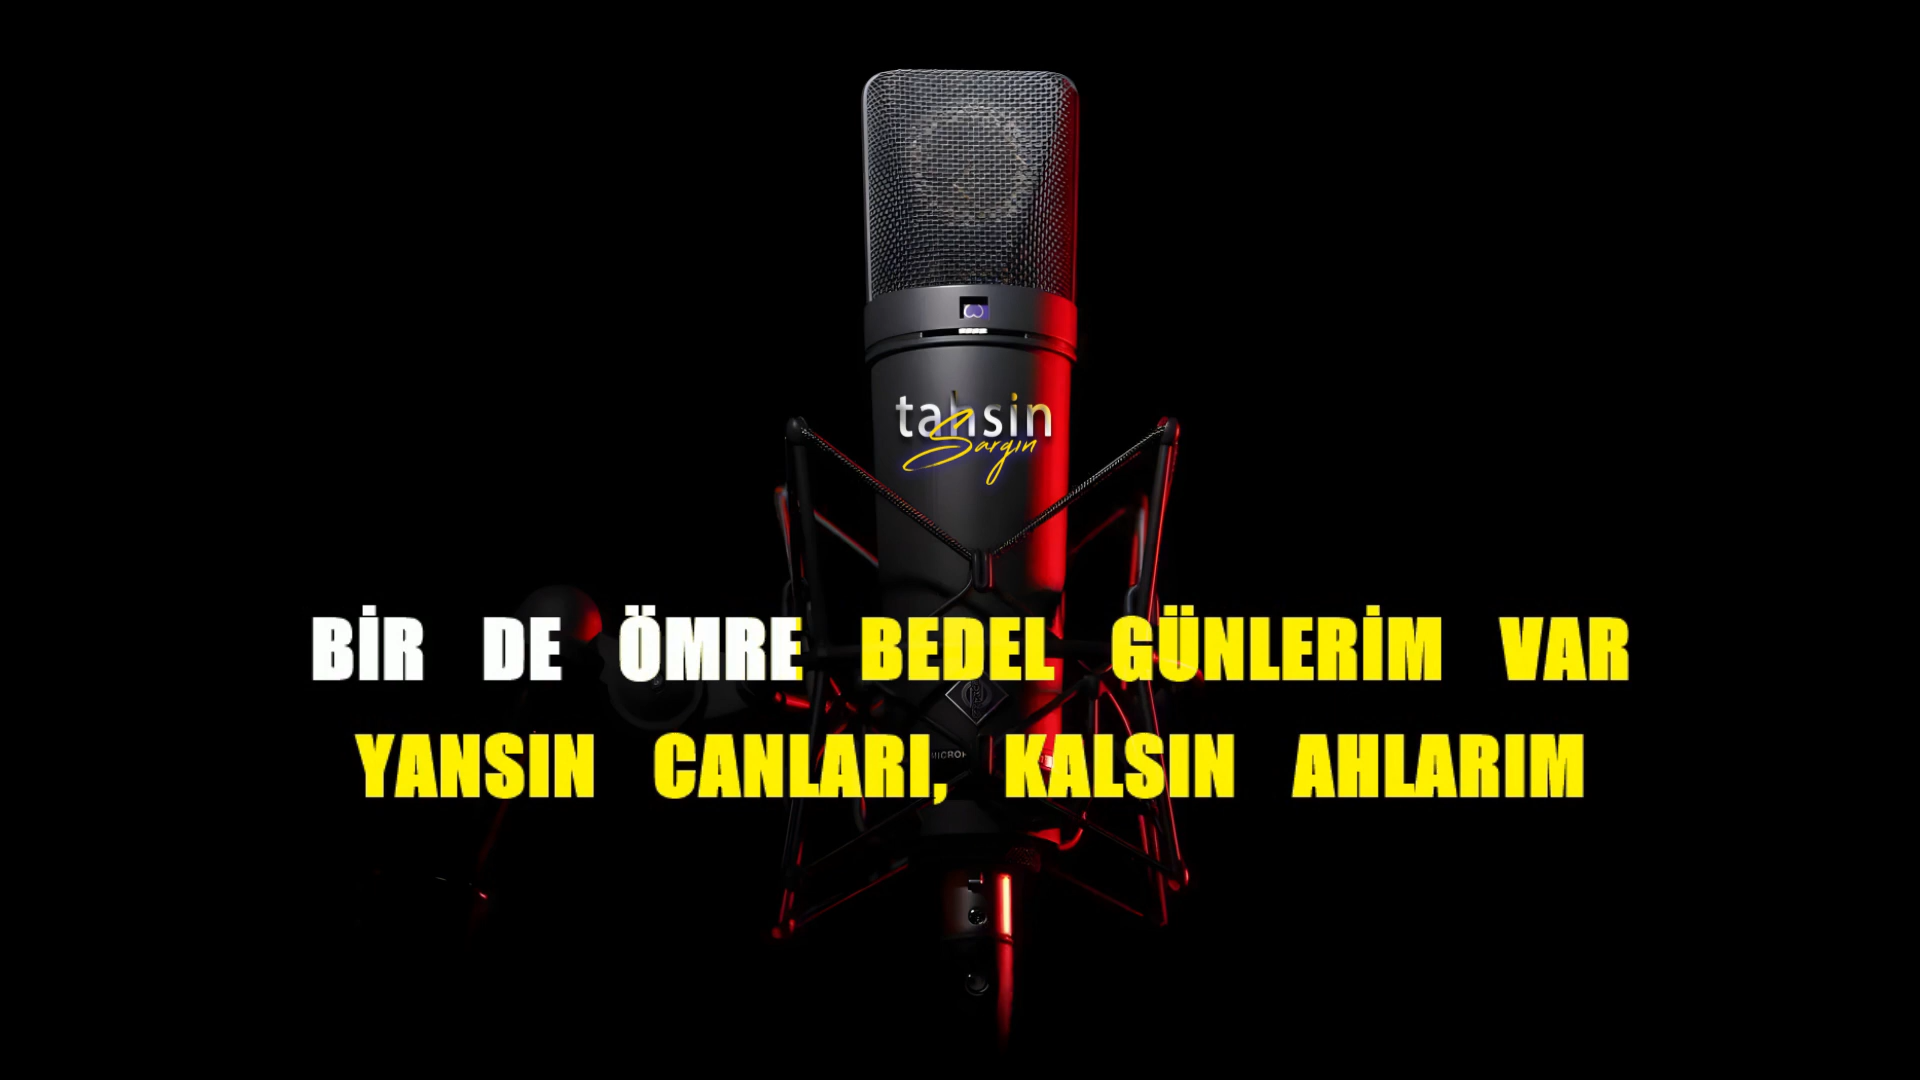 tahsin
Sargın
BİR DE ÖMRE BEDEL GÜNLERİM VAR
YANSIN CANLARI, KALSIN AHLARIM